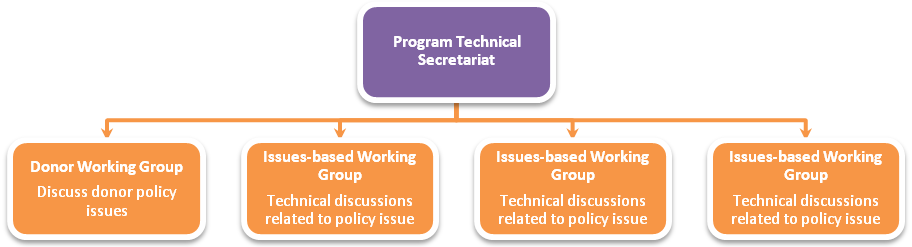 Program Technical
Secretariat
Donor Working Group
Discuss donor policy
issues
Issues-based Working
Group
Technical discussions
related to policy issue
Issues-based Working
Group
Technical discussions
related to policy issue
Issues-based Working
Group
Technical discussions
related to policy issue